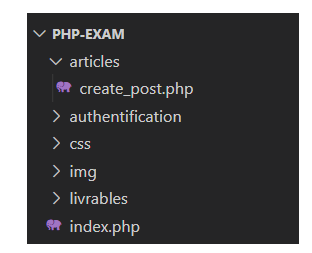 PHP-EXAM
articles
create_post.php
authentification
css
img
livrables
index.php